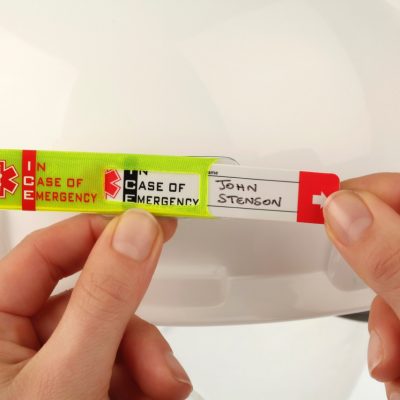 IN
CASE OF
EMERGENCY
IN
CASE OF
EMERGENCY
JOHN
STENSON